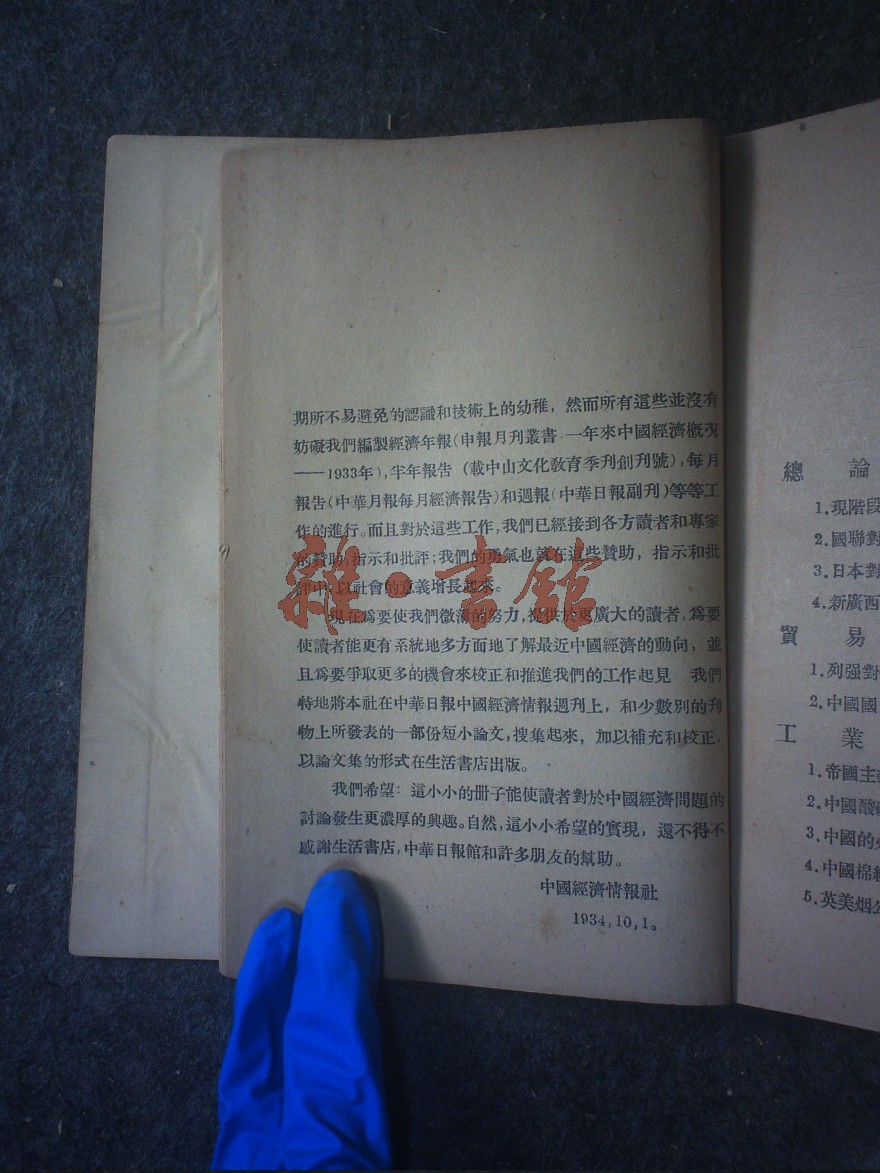 期所不易避免的認識和技術上的幼稚，然而所有這些並沒有
妨礙我們編製經濟年報(申報月刊叢書：一年來中國經濟概況
——1933年)，半年報告（載中山文化敎育季刊創刊號），每月
報告(中華月報每月經濟報告)和週報(中華日報副刊)等等工
作的進行。而且對於這些工作，我們已經接到各方讀者和專家
的贊助，指示和批評；我們的勇氣也就在這些贊助，指示和批
評中，以社會的意義增長起來。
現在爲要使我們微薄的努力，提供於更廣大的讀者，爲要
使讀者能更有系統地多方面地了解最近中國經濟的動向，並
且爲要爭取更多的機會來校正和推進我們的工作起見　我們
特地將本社在中華日報中國經濟情報週刊上，和少數別的刊
物上所發表的一部份短小論文，搜集起來，加以補充和校正，
以論文集的形式在生活書店出版。
我們希望：這小小的冊子能使讀者對於中國經濟問題的
討論發生更濃厚的興趣。自然，這小小希望的實現，還不得不
感謝生活書店，中華日報館和許多朋友的幫助。
中國經濟情報社
1934,10,1。
總　論
1.現階段
2.國聯對
3.日本對
4.新廣西
貿　易
1.列强對
2.中國國
工　業
1.帝國主義
2.中國酸
3.中國的
4.中國棉
5.英美烟公
雜·書館